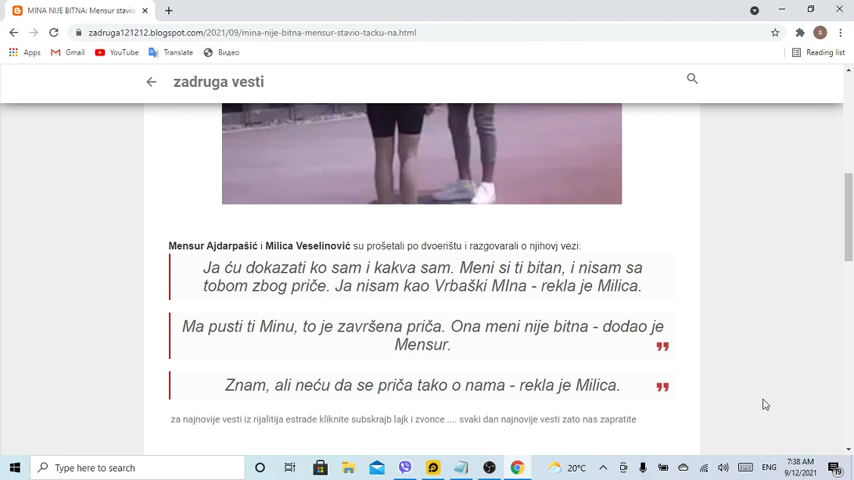 MINA NIJE BITNA: Mensur stavio
zadruga121212.blogspot.com/2021/09/mina-nije-bitna-mensur-stavio-tacku-na.html
B
Apps Gmail YouTube Translate Видео Reading list
zadruga vesti
Mensur Ajdarpašić i Milica Veselinović su prošetali po dvoerištu i razgovarali o njihovj vezi:
Ja ću dokazati ko sam i kakva sam. Meni si ti bitan, i nisam sa
tobom zbog priče. Ja nisam kao Vrbaški MIna - rekla je Milica.
Ma pusti ti Minu, to je završena priča. Ona meni nije bitna - dodao je
Mensur.
Znam, ali neću da se priča tako o nama - rekla je Milica.
za najnovije vesti iz rijalitija estrade kliknite subskrajb lajk i zvonce .... svaki dan najnovije vesti zato nas zapratite
Type here to search
20°C
ENG
7:38 AM
9/12/2021
19